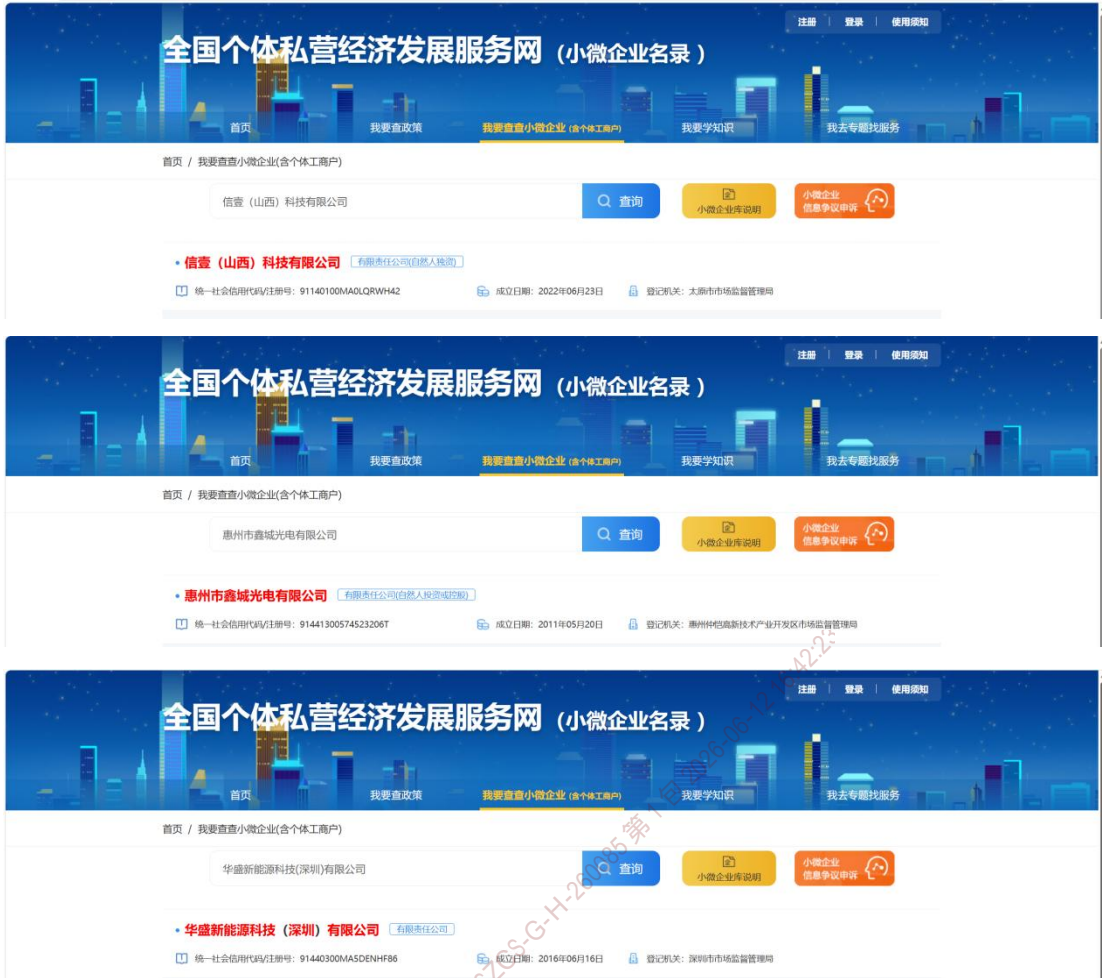 注册 | 登录 | 使用须知
全国个体私营经济发展服务网（小微企业名录）
首页 我要查政策 我要查查小微企业 (含个体工商户) 我要学知识 我去专题找服务
首页 / 我要查查小微企业(含个体工商户)
信壹（山西）科技有限公司 查询 小微企业库说明 小微企业信息争议申诉
信壹（山西）科技有限公司 有限责任公司(自然人独资)
统一社会信用代码/注册号：91140100MA0LQRWH42 成立日期：2022年06月23日 登记机关：太原市市场监督管理局
注册 | 登录 | 使用须知
全国个体私营经济发展服务网（小微企业名录）
首页 我要查政策 我要查查小微企业 (含个体工商户) 我要学知识 我去专题找服务
首页 / 我要查查小微企业(含个体工商户)
惠州市鑫城光电有限公司 查询 小微企业库说明 小微企业信息争议申诉
惠州市鑫城光电有限公司 有限责任公司(自然人投资或控股)
统一社会信用代码/注册号：91441300574523206T 成立日期：2011年05月20日 登记机关：惠州仲恺高新技术产业开发区市场监督管理局
注册 | 登录 | 使用须知
全国个体私营经济发展服务网（小微企业名录）
首页 我要查政策 我要查查小微企业 (含个体工商户) 我要学知识 我去专题找服务
首页 / 我要查查小微企业(含个体工商户)
华盛新能源科技(深圳)有限公司 查询 小微企业库说明 小微企业信息争议申诉
华盛新能源科技（深圳）有限公司 有限责任公司
统一社会信用代码/注册号：91440300MA5DENHF86 成立日期：2016年06月16日 登记机关：深圳市市场监督管理局